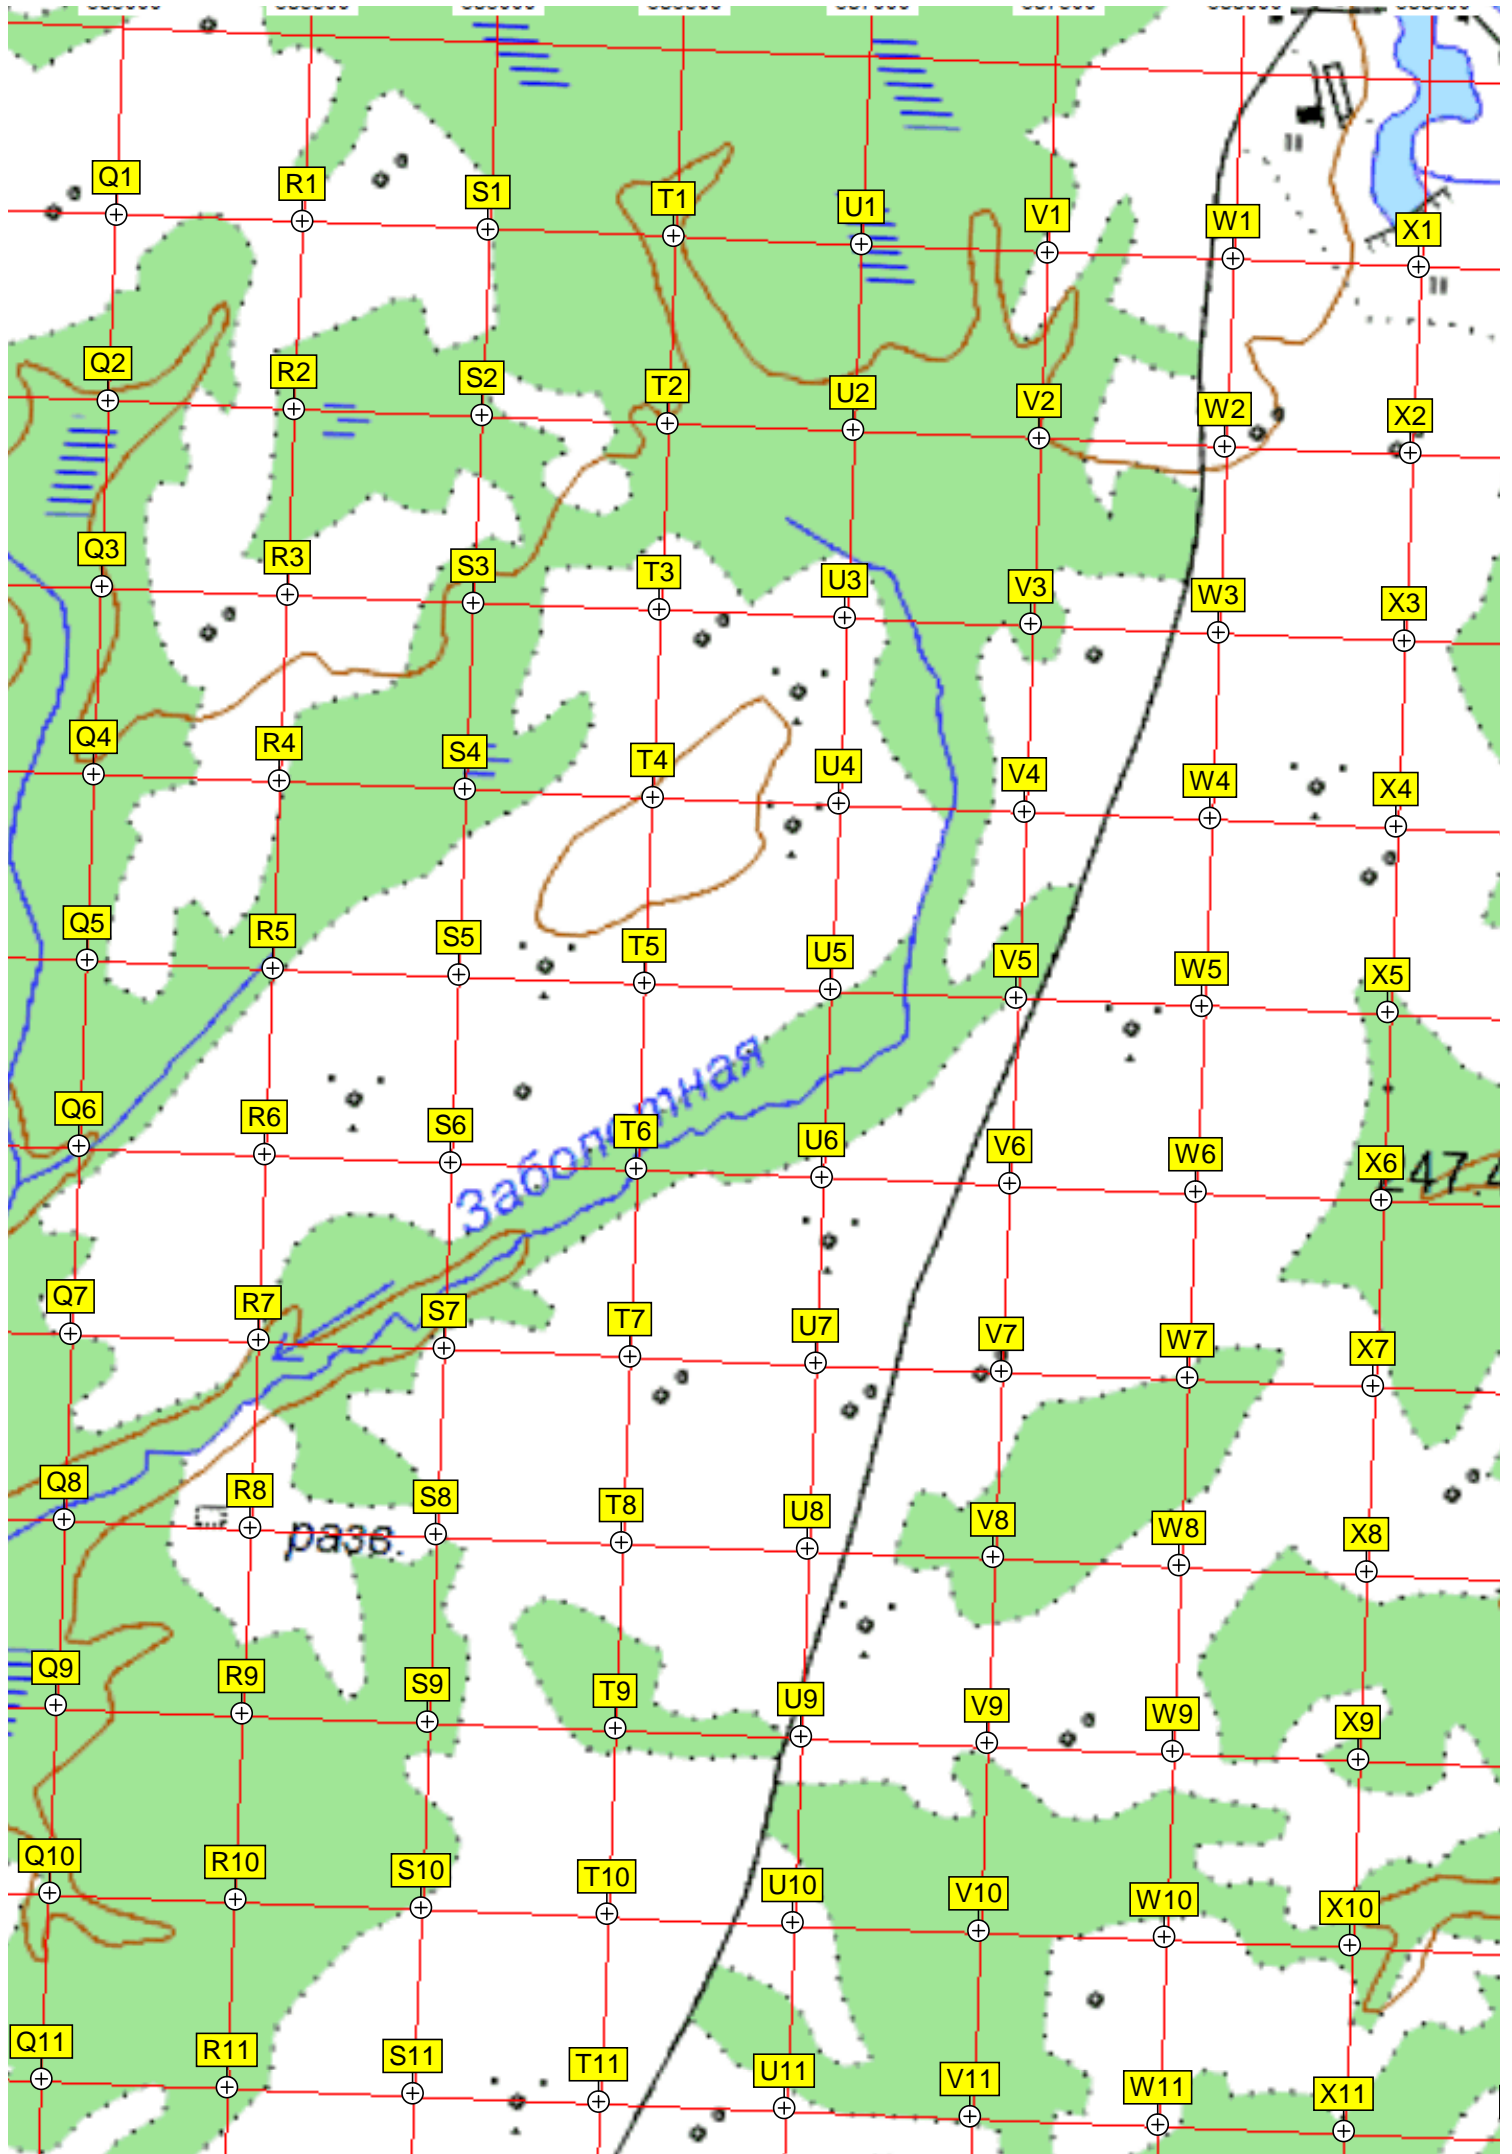 Q1 R1 S1 T1 U1 V1 W1 X1
Q2 R2 S2 T2 U2 V2 W2 X2
Q3 R3 S3 T3 U3 V3 W3 X3
Q4 R4 S4 T4 U4 V4 W4 X4
Q5 R5 S5 T5 U5 V5 W5 X5
Заболотная
Q6 R6 S6 T6 U6 V6 W6 X6
Q7 R7 S7 T7 U7 V7 W7 X7
Q8 R8 S8 T8 U8 V8 W8 X8
разв.
Q9 R9 S9 T9 U9 V9 W9 X9
Q10 R10 S10 T10 U10 V10 W10 X10
Q11 R11 S11 T11 U11 V11 W11 X11